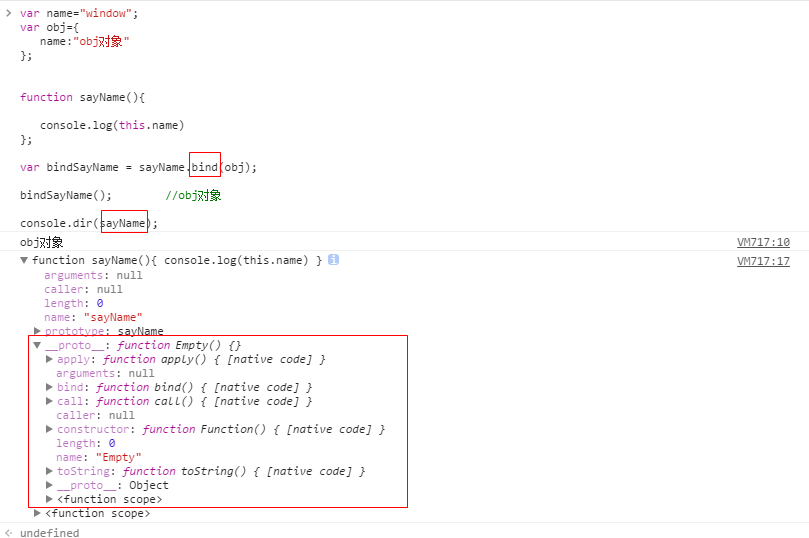 var name="window";
var obj={
name:"obj对象"
};
function sayName(){
console.log(this.name)
};
var bindSayName = sayName.bind(obj);
bindSayName(); //obj对象
console.dir(sayName);
obj对象 VM717:10
function sayName(){ console.log(this.name) } i VM717:17
arguments: null
caller: null
length: 0
name: "sayName"
prototype: sayName
__proto__: function Empty() {}
apply: function apply() { [native code] }
arguments: null
bind: function bind() { [native code] }
call: function call() { [native code] }
caller: null
constructor: function Function() { [native code] }
length: 0
name: "Empty"
toString: function toString() { [native code] }
__proto__: Object
<function scope>
<function scope>
undefined